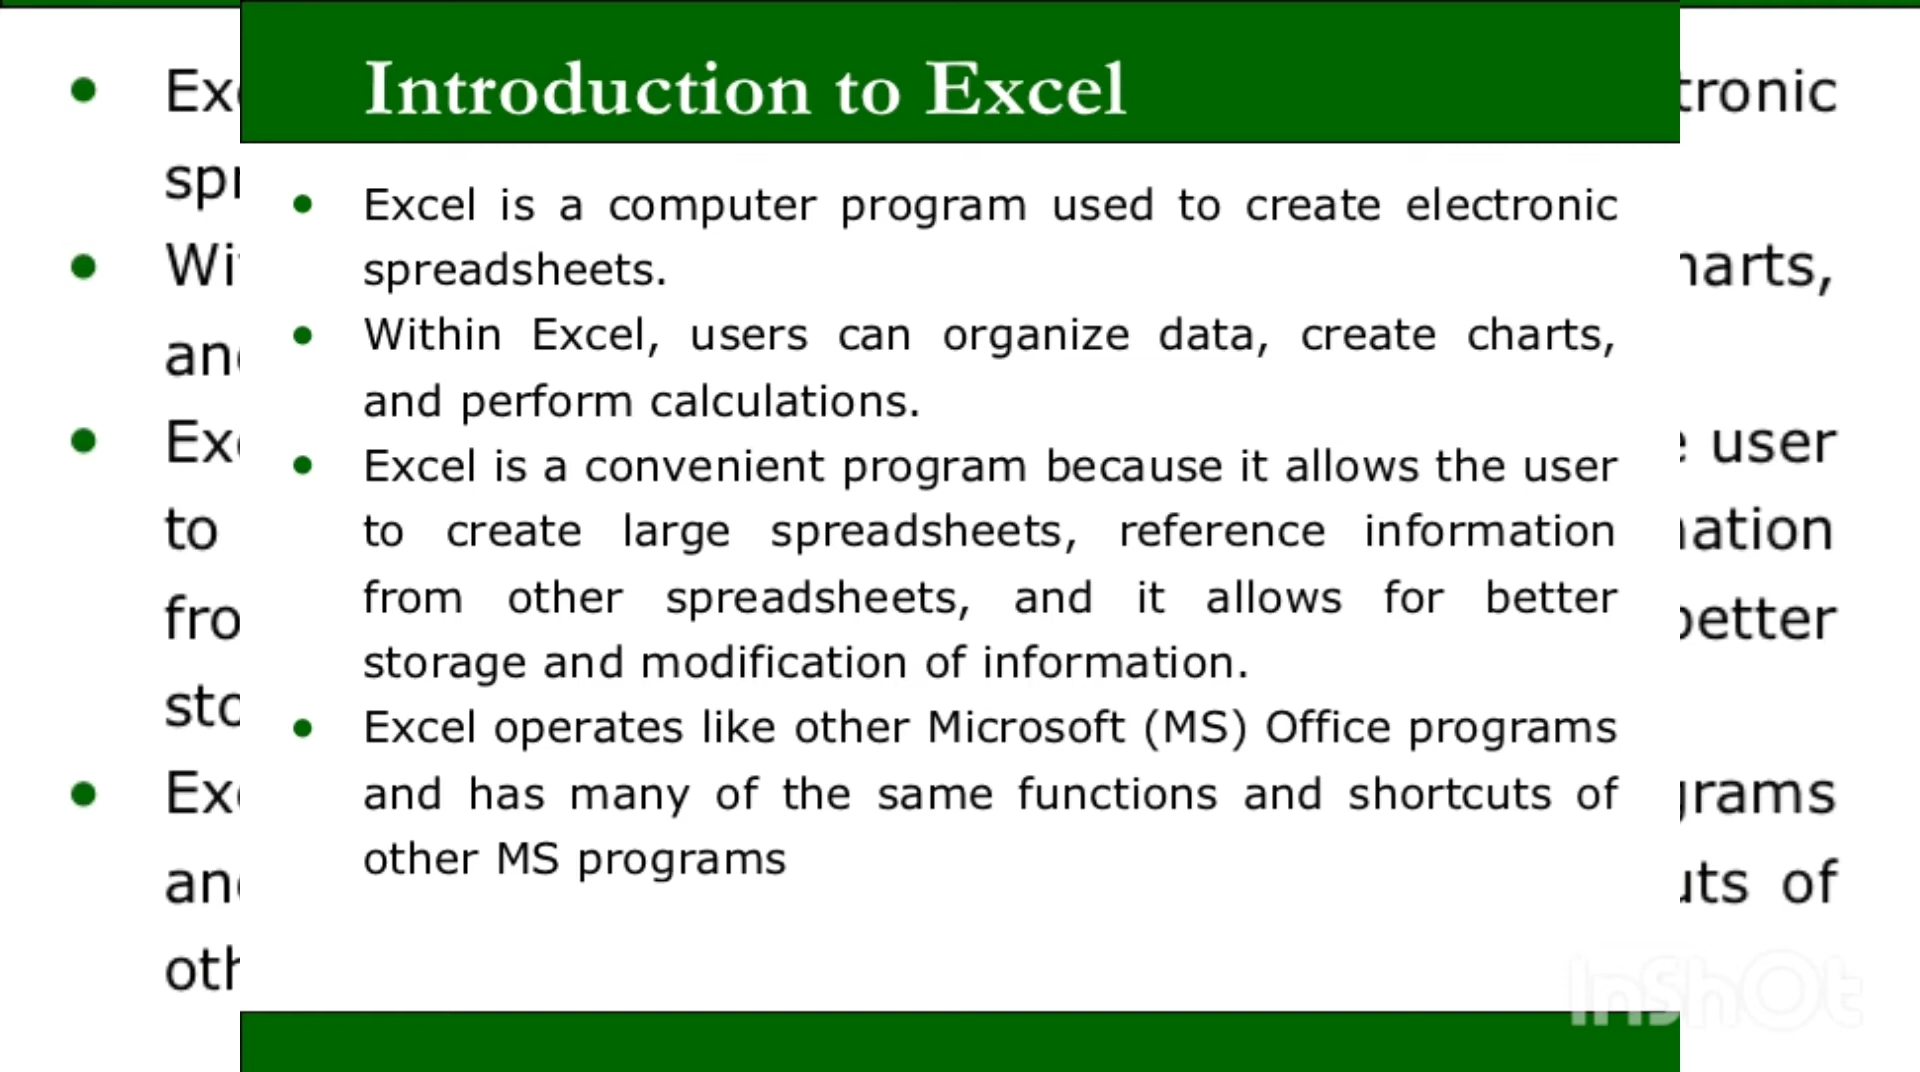 Introduction to Excel
Excel is a computer program used to create electronic
spreadsheets.
Within Excel, users can organize data, create charts,
and perform calculations.
Excel is a convenient program because it allows the user
to create large spreadsheets, reference information
from other spreadsheets, and it allows for better
storage and modification of information.
Excel operates like other Microsoft (MS) Office programs
and has many of the same functions and shortcuts of
other MS programs
InShOt